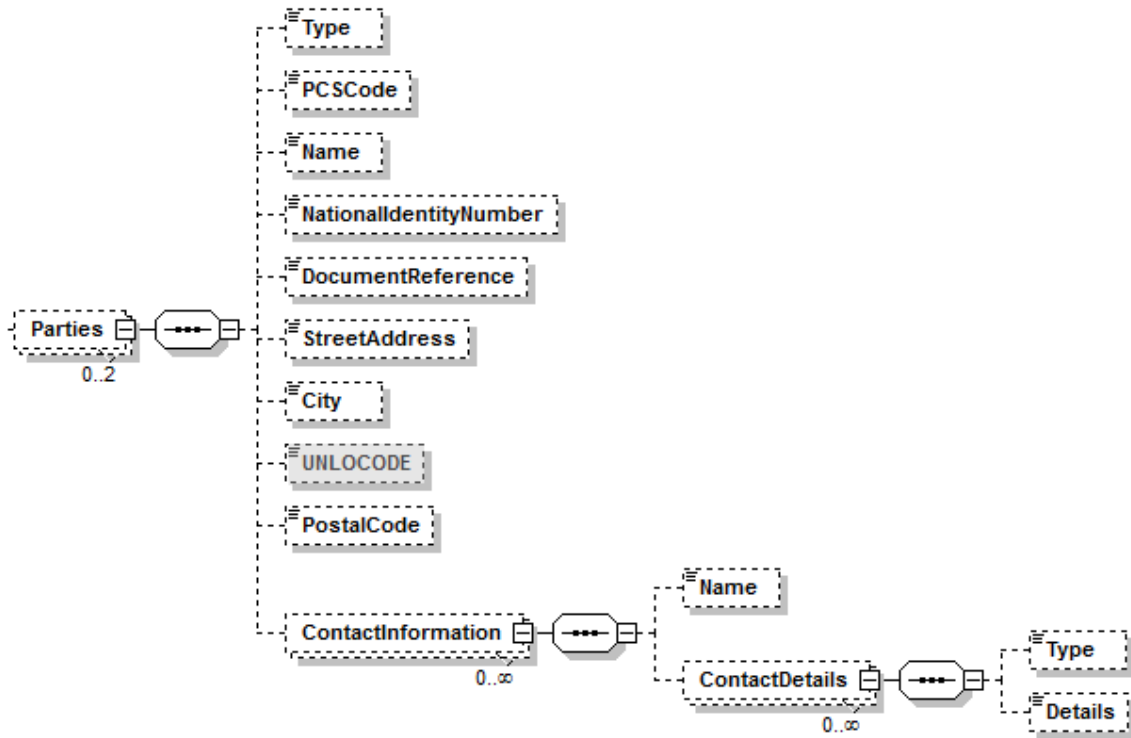 Type
PCSCode
Name
NationalIdentityNumber
DocumentReference
StreetAddress
Parties
0..2
City
UNLOCODE
PostalCode
Name
ContactInformation
0..∞
Type
ContactDetails
0..∞
Details